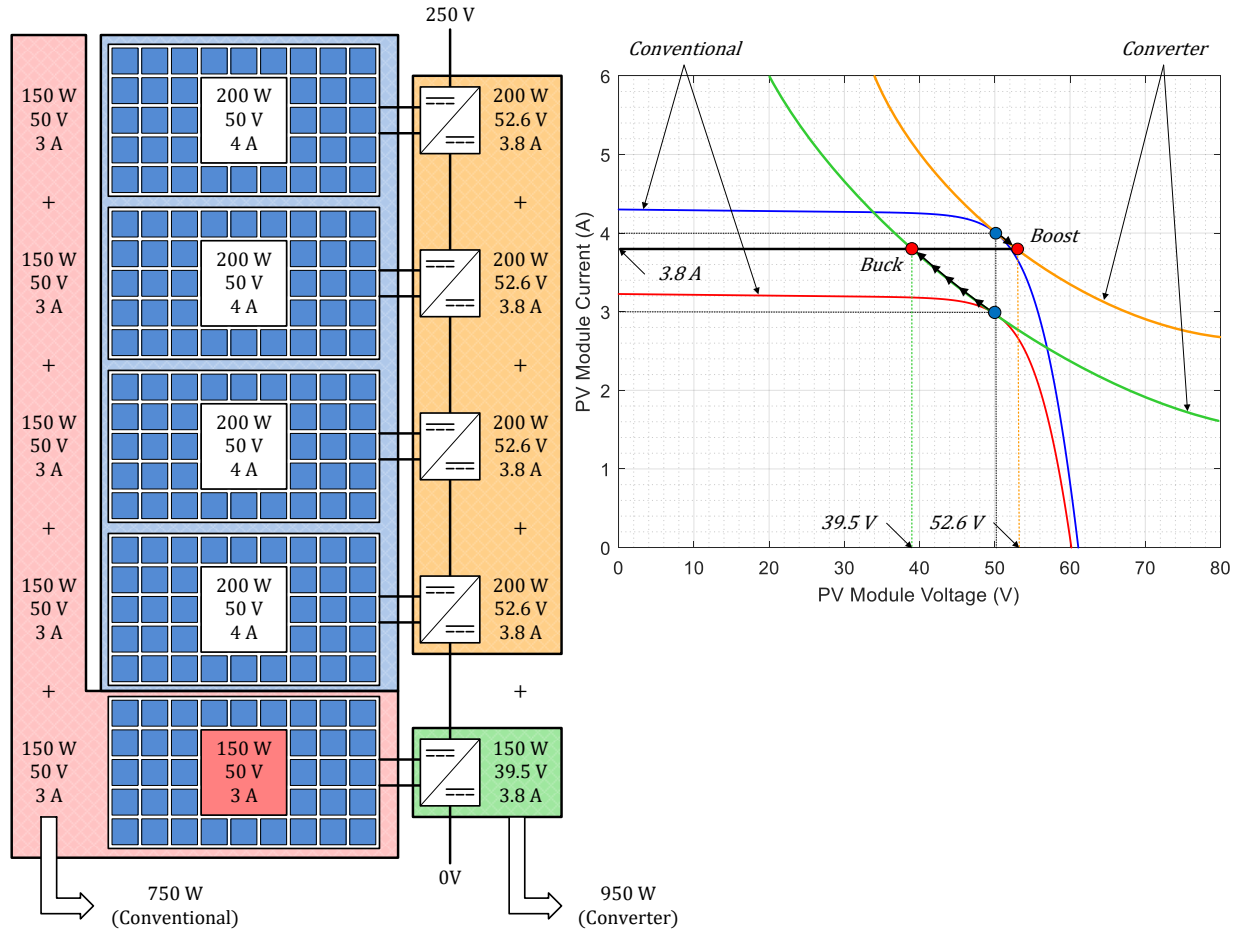 250 V
150 W
50 V
3 A
+
150 W
50 V
3 A
+
150 W
50 V
3 A
+
150 W
50 V
3 A
+
150 W
50 V
3 A
200 W
50 V
4 A
200 W
50 V
4 A
200 W
50 V
4 A
200 W
50 V
4 A
150 W
50 V
3 A
200 W
52.6 V
3.8 A
+
200 W
52.6 V
3.8 A
+
200 W
52.6 V
3.8 A
+
200 W
52.6 V
3.8 A
+
150 W
39.5 V
3.8 A
0V
750 W
(Conventional)
950 W
(Converter)
Conventional
Converter
6
5
4
3
2
1
0
PV Module Current (A)
Boost
Buck
3.8 A
39.5 V
52.6 V
0
10
20
30
40
50
60
70
80
PV Module Voltage (V)